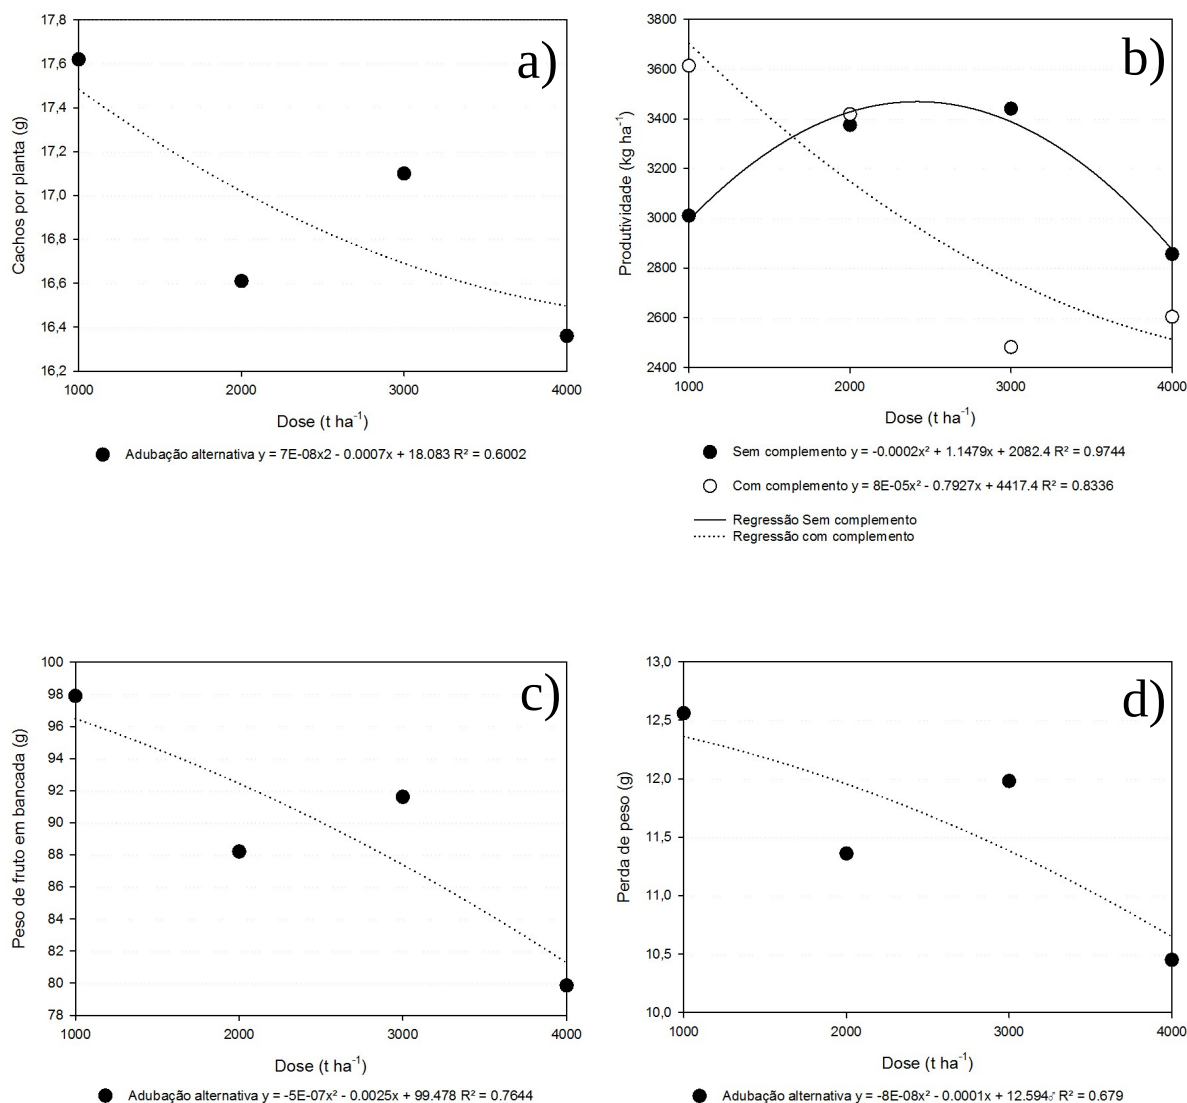 a)
Cachos por planta (g)
17,8
17,6
17,4
17,2
17,0
16,8
16,6
16,4
16,2
1000 2000 3000 4000
Dose (t ha⁻¹)
Adubação alternativa y = 7E-08x2 - 0.0007x + 18.083 R² = 0.6002
b)
Produtividade (kg ha⁻¹)
3800
3600
3400
3200
3000
2800
2600
2400
1000 2000 3000 4000
Dose (t ha⁻¹)
Sem complemento y = -0.0002x² + 1.1479x + 2082.4 R² = 0.9744
Com complemento y = 8E-05x² - 0.7927x + 4417.4 R² = 0.8336
Regressão Sem complemento
Regressão com complemento
c)
Peso de fruto em bancada (g)
100
98
96
94
92
90
88
86
84
82
80
78
1000 2000 3000 4000
Dose (t ha⁻¹)
Adubação alternativa y = -5E-07x² - 0.0025x + 99.478 R² = 0.7644
d)
Perda de peso (g)
13,0
12,5
12,0
11,5
11,0
10,5
10,0
1000 2000 3000 4000
Dose (t ha⁻¹)
Adubação alternativa y = -8E-08x² - 0.0001x + 12.594 R² = 0.679